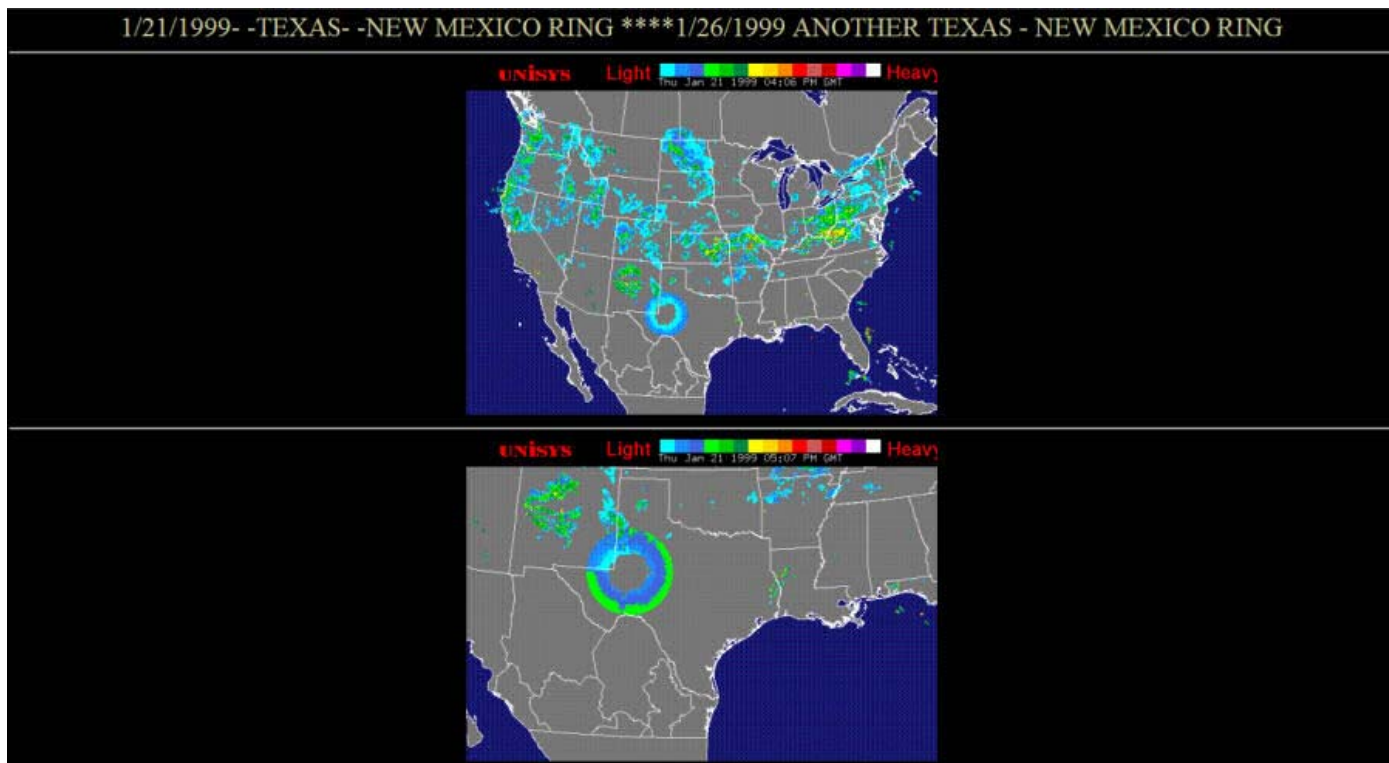 1/21/1999- -TEXAS- -NEW MEXICO RING ****1/26/1999 ANOTHER TEXAS - NEW MEXICO RING
UNiSYS Light Heavy
Thu Jan 21 1999 04:06 PM GMT
UNiSYS Light Heavy
Thu Jan 21 1999 05:07 PM GMT